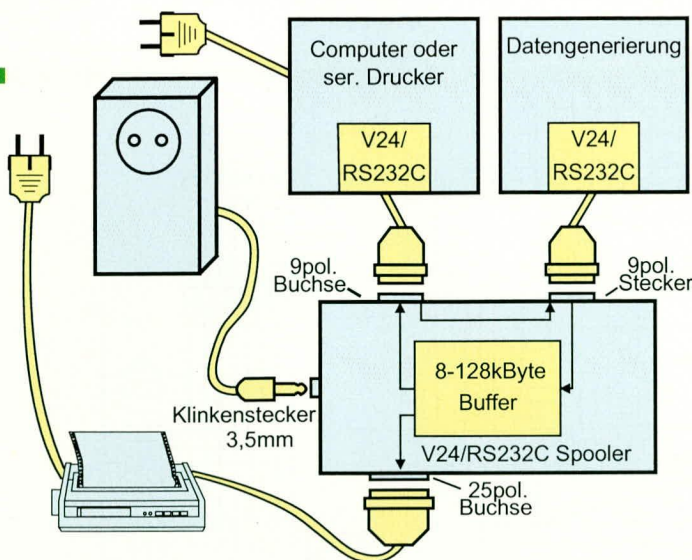 Computer oder
ser. Drucker
Datengenerierung
V24/
RS232C
V24/
RS232C
9pol.
Buchse
9pol.
Stecker
8-128kByte
Buffer
Klinkenstecker
3,5mm
V24/RS232C Spooler
25pol.
Buchse